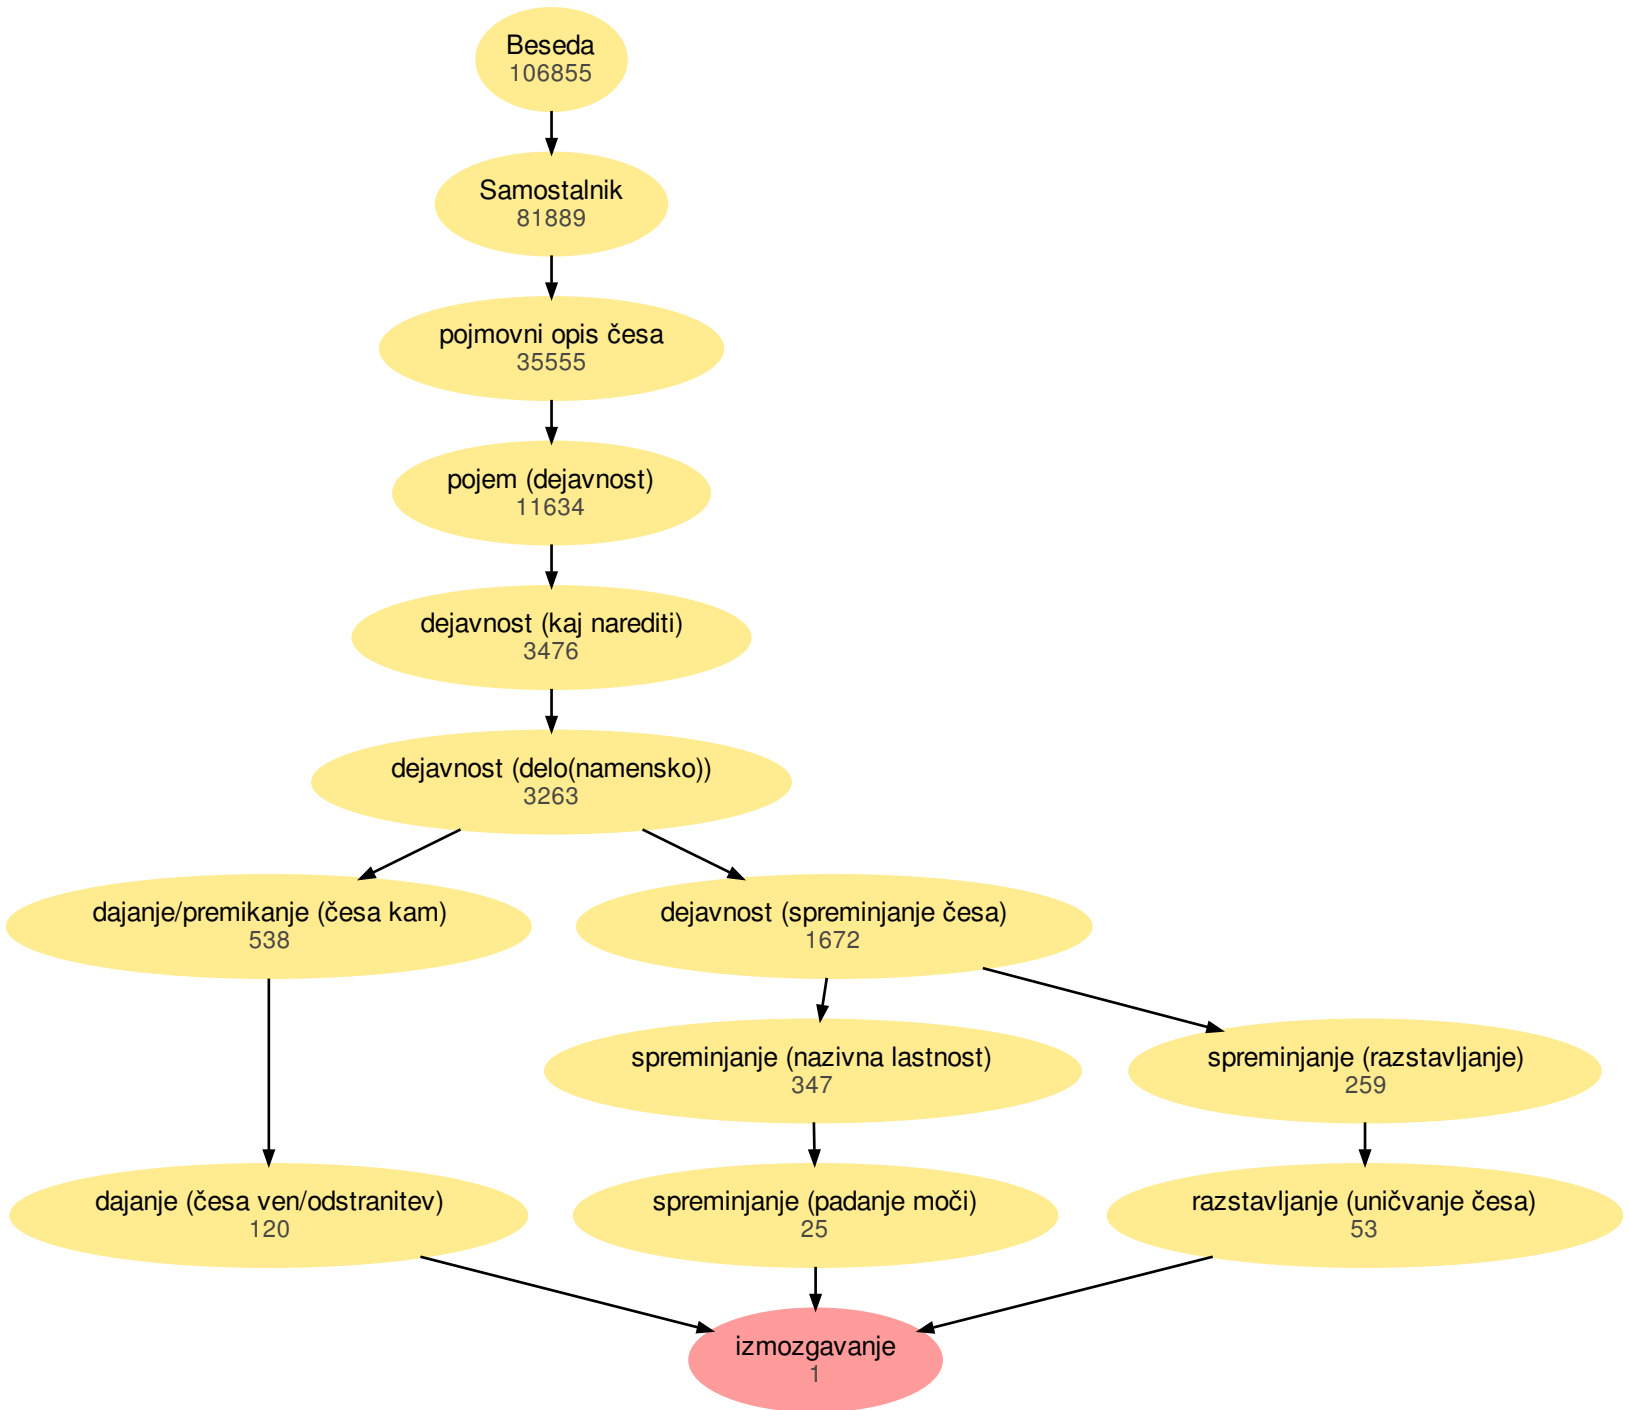 Beseda
106855
Samostalnik
81889
pojmovni opis česa
35555
pojem (dejavnost)
11634
dejavnost (kaj narediti)
3476
dejavnost (delo(namensko))
3263
dajanje/premikanje (česa kam)
538
dejavnost (spreminjanje česa)
1672
spreminjanje (nazivna lastnost)
347
spreminjanje (razstavljanje)
259
dajanje (česa ven/odstranitev)
120
spreminjanje (padanje moči)
25
razstavljanje (uničvanje česa)
53
izmozgavanje
1